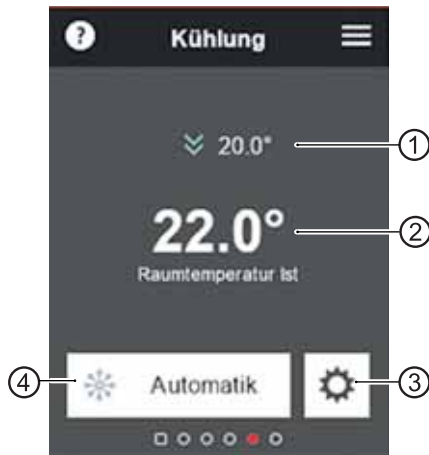 ?
Kühlung
20.0°
1
22.0°
2
Raumtemperatur Ist
4
Automatik
3